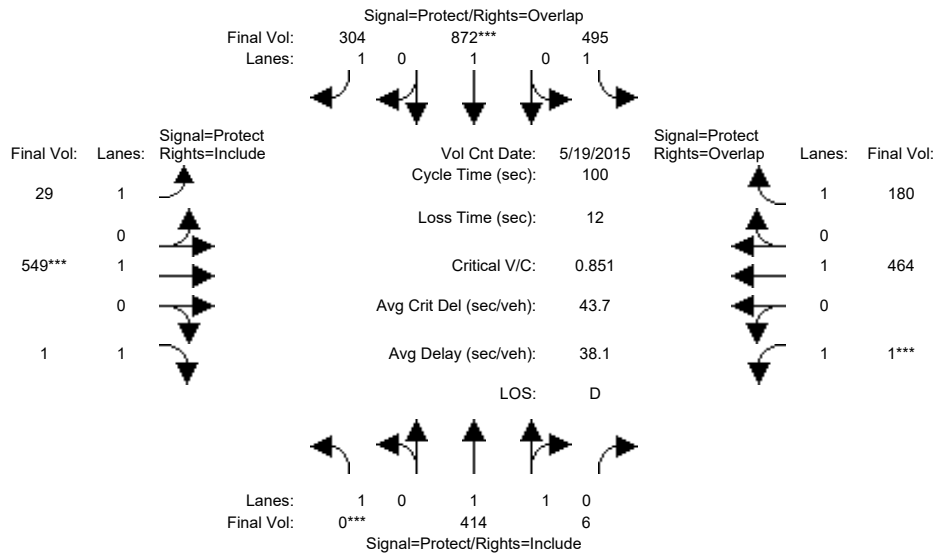 Signal=Protect/Rights=Overlap
Final Vol: 304 872*** 495
Lanes: 1 0 1 0 1
Signal=Protect Signal=Protect
Final Vol: Lanes: Rights=Include Vol Cnt Date: 5/19/2015 Rights=Overlap Lanes: Final Vol:
Cycle Time (sec): 100
29 1 1 180
Loss Time (sec): 12
0 0
549*** 1 Critical V/C: 0.851 1 464
0 Avg Crit Del (sec/veh): 43.7 0
1 1 Avg Delay (sec/veh): 38.1 1 1***
LOS: D
Lanes: 1 0 1 1 0
Final Vol: 0*** 414 6
Signal=Protect/Rights=Include